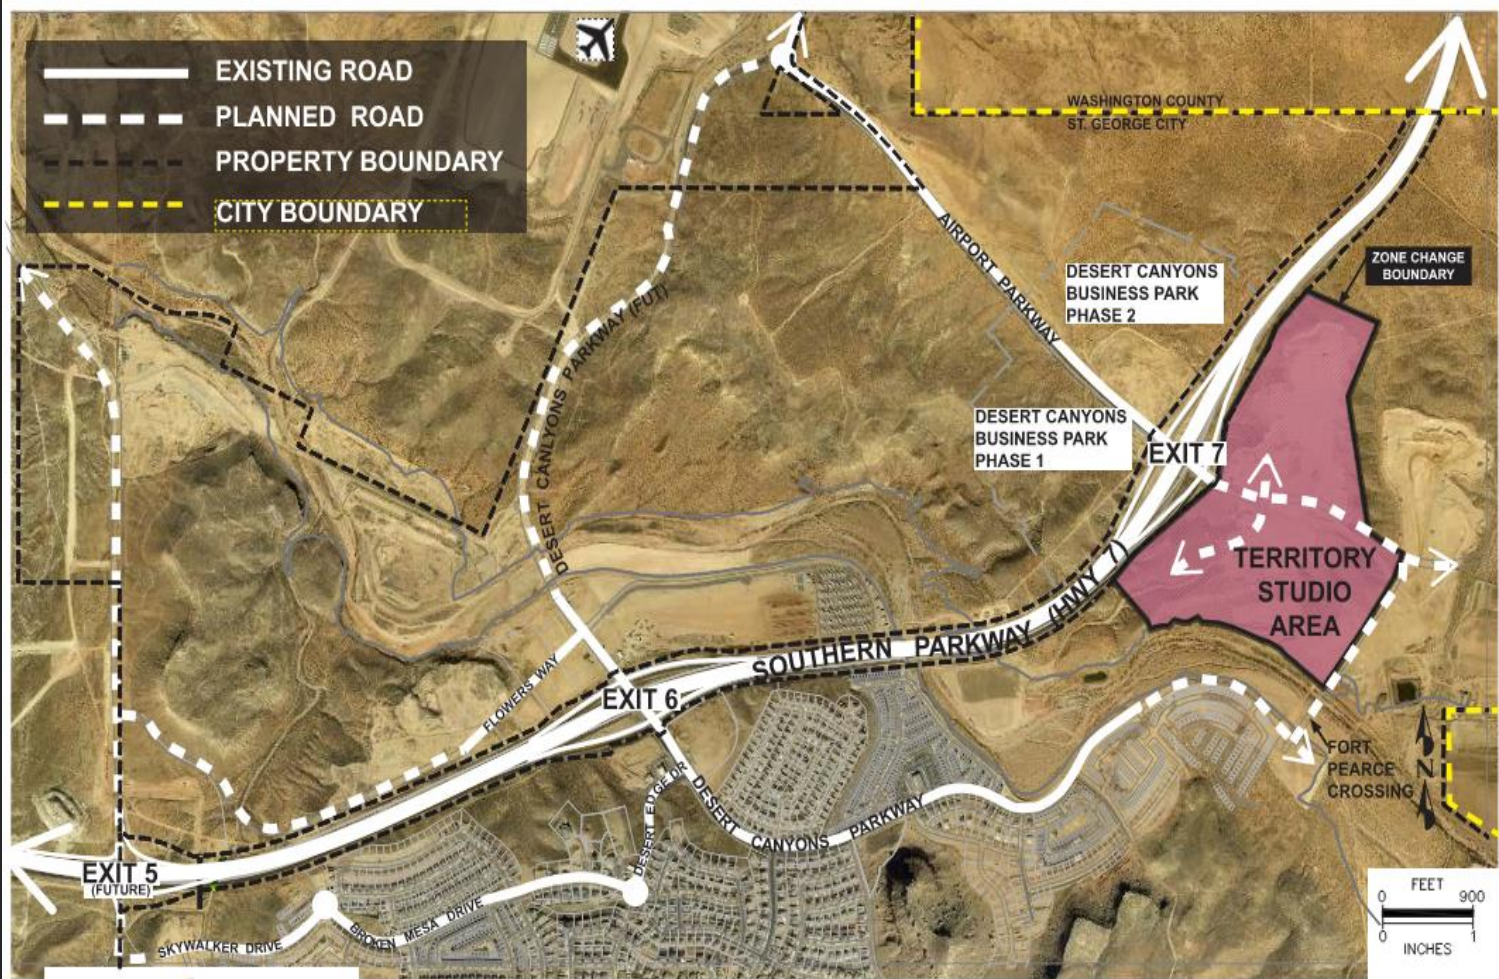 EXISTING ROAD
PLANNED ROAD
PROPERTY BOUNDARY
CITY BOUNDARY
WASHINGTON COUNTY
ST. GEORGE CITY
AIRPORT PARKWAY
ZONE CHANGE
BOUNDARY
DESERT CANYONS
BUSINESS PARK
PHASE 2
DESERT CANYONS PARKWAY (FUT)
DESERT CANYONS
BUSINESS PARK
PHASE 1
EXIT 7
TERRITORY
STUDIO
AREA
SOUTHERN PARKWAY (HWY 7)
FLOWERS WAY
EXIT 6
DESERT EDGE DR
DESERT CANYONS PARKWAY
FORT
PEARCE
CROSSING
N
EXIT 5
(FUTURE)
SKYWALKER DRIVE
BROKEN MESA DRIVE
FEET
0 900
0 1
INCHES